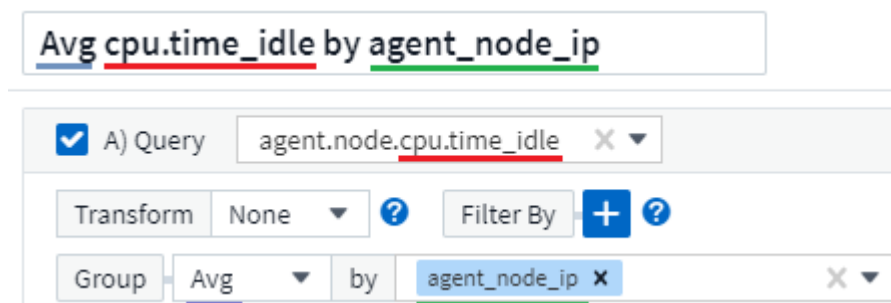 Avg cpu.time_idle by agent_node_ip
A) Query agent.node.cpu.time_idle
Transform None Filter By
Group Avg by agent_node_ip